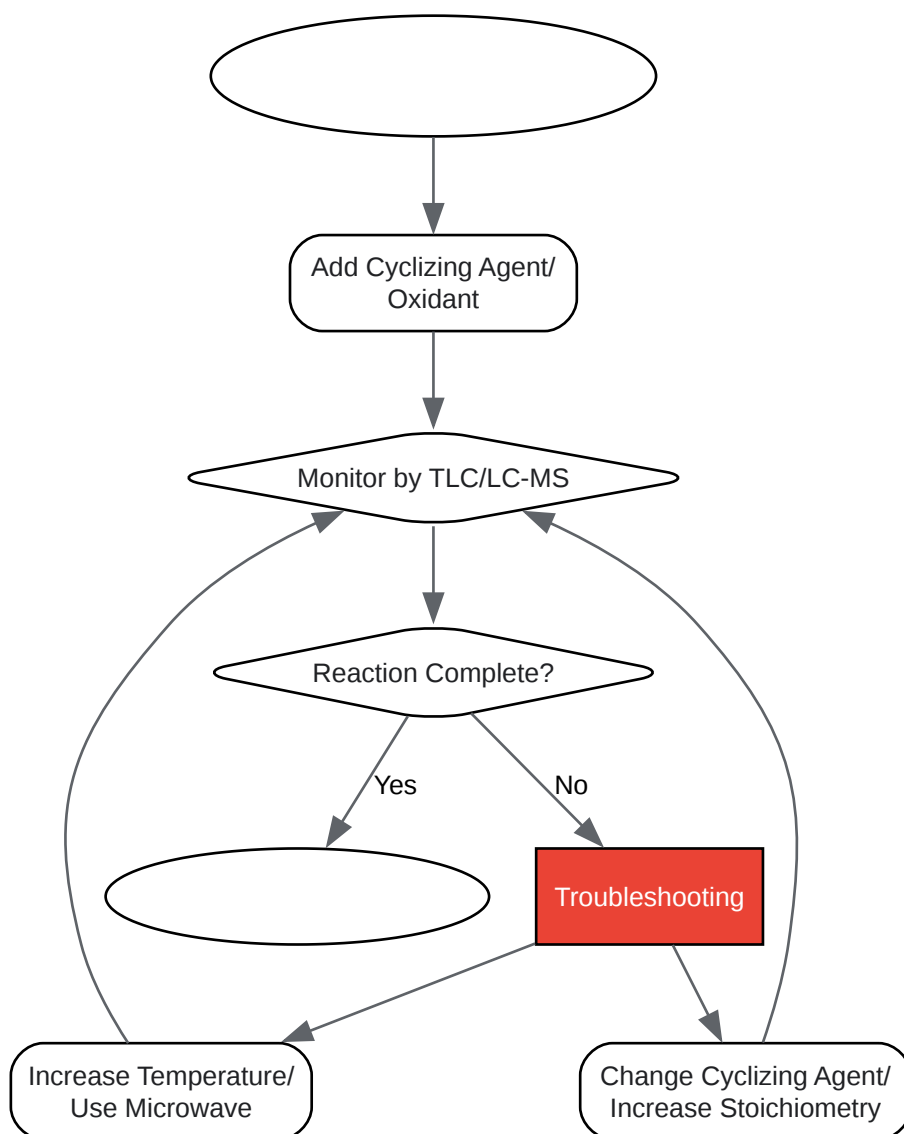 Add Cyclizing Agent/
Oxidant
Monitor by TLC/LC-MS
Reaction Complete?
Yes
No
Troubleshooting
Increase Temperature/
Use Microwave
Change Cyclizing Agent/
Increase Stoichiometry